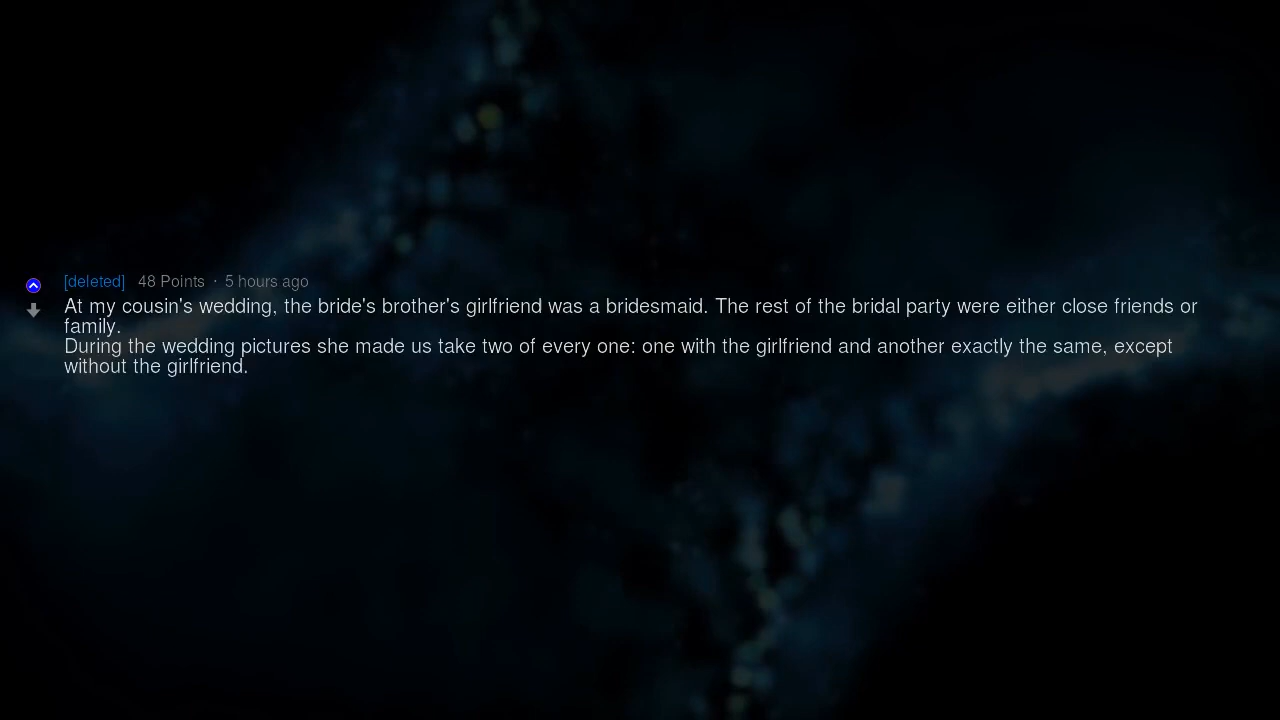 [deleted] 48 Points · 5 hours ago
At my cousin's wedding, the bride's brother's girlfriend was a bridesmaid. The rest of the bridal party were either close friends or
family.
During the wedding pictures she made us take two of every one: one with the girlfriend and another exactly the same, except
without the girlfriend.